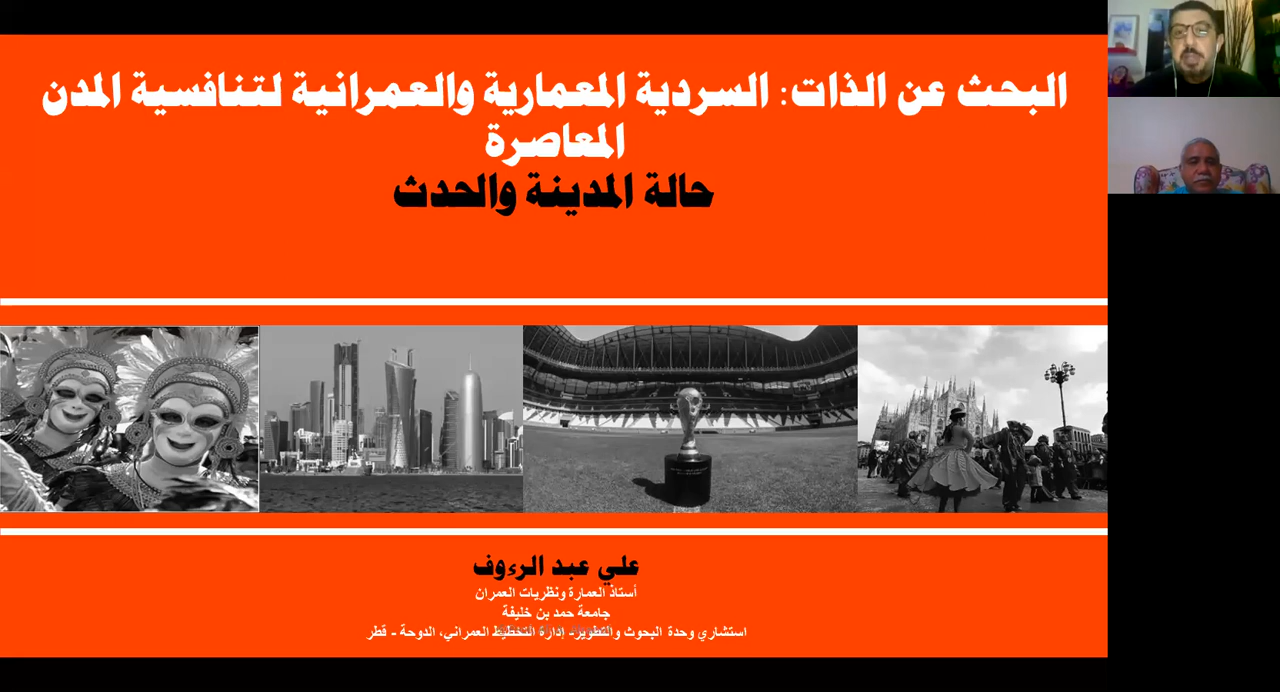 البحث عن الذات: السردية المعمارية والعمرانية لتنافسية المدن
المعاصرة
حالة المدينة والحدث
علي عبد الرءوف
أستاذ العمارة ونظريات العمران
جامعة حمد بن خليفة
استشاري وحدة البحوث والتطوير- إدارة التخطيط العمراني، الدوحة - قطر